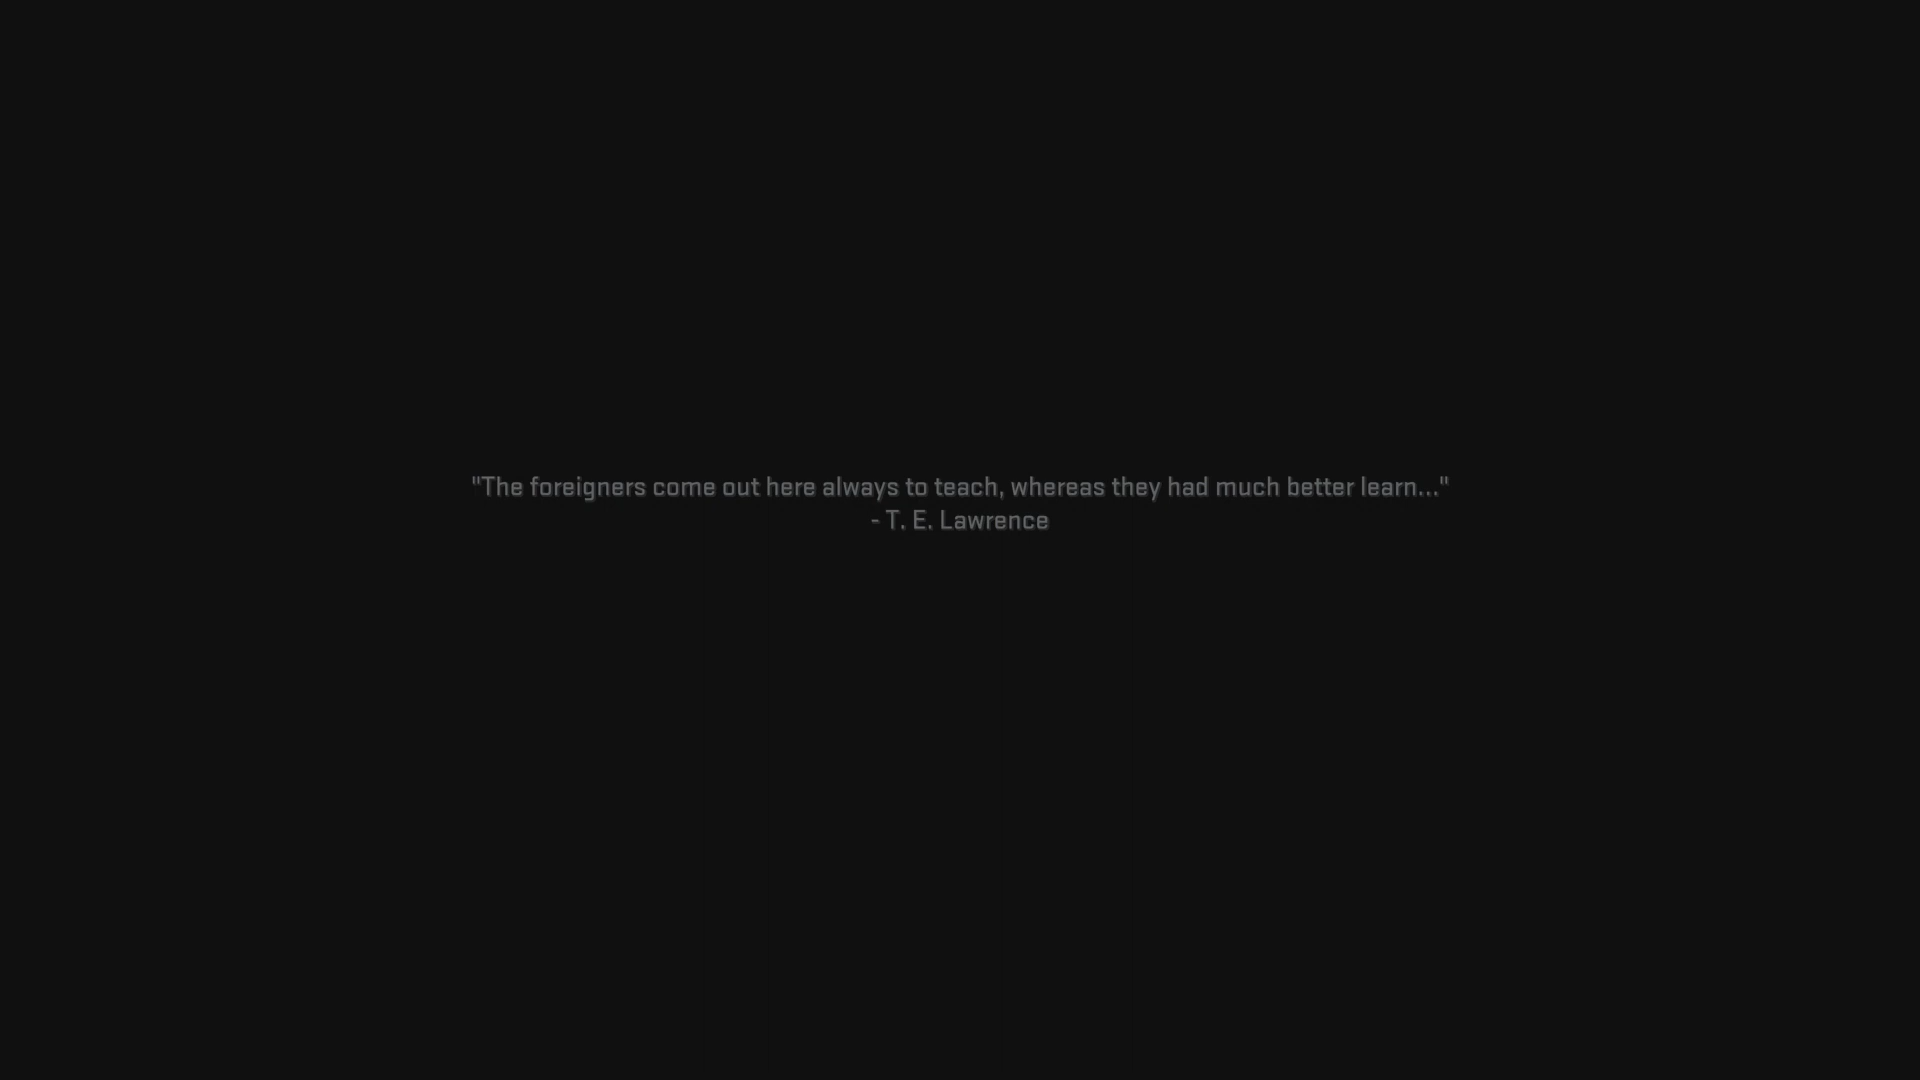 "The foreigners come out here always to teach, whereas they had much better learn..."
- T. E. Lawrence